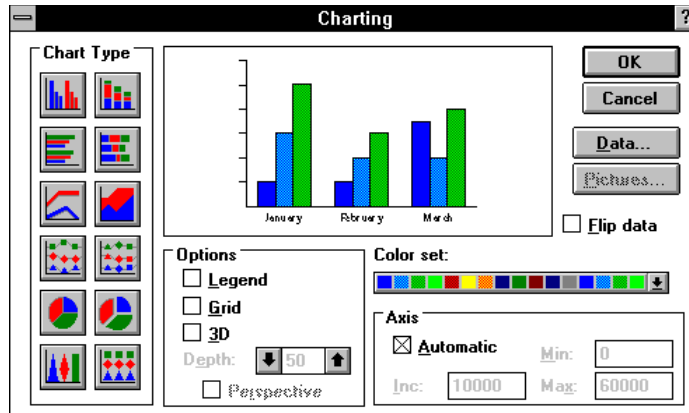 Charting
?
Chart Type
OK
Cancel
Data...
Pictures...
Flip data
January February March
Options
Legend
Grid
3D
Depth: 50
Perspective
Color set:
Axis
Automatic
Min: 0
Inc: 10000
Max: 60000